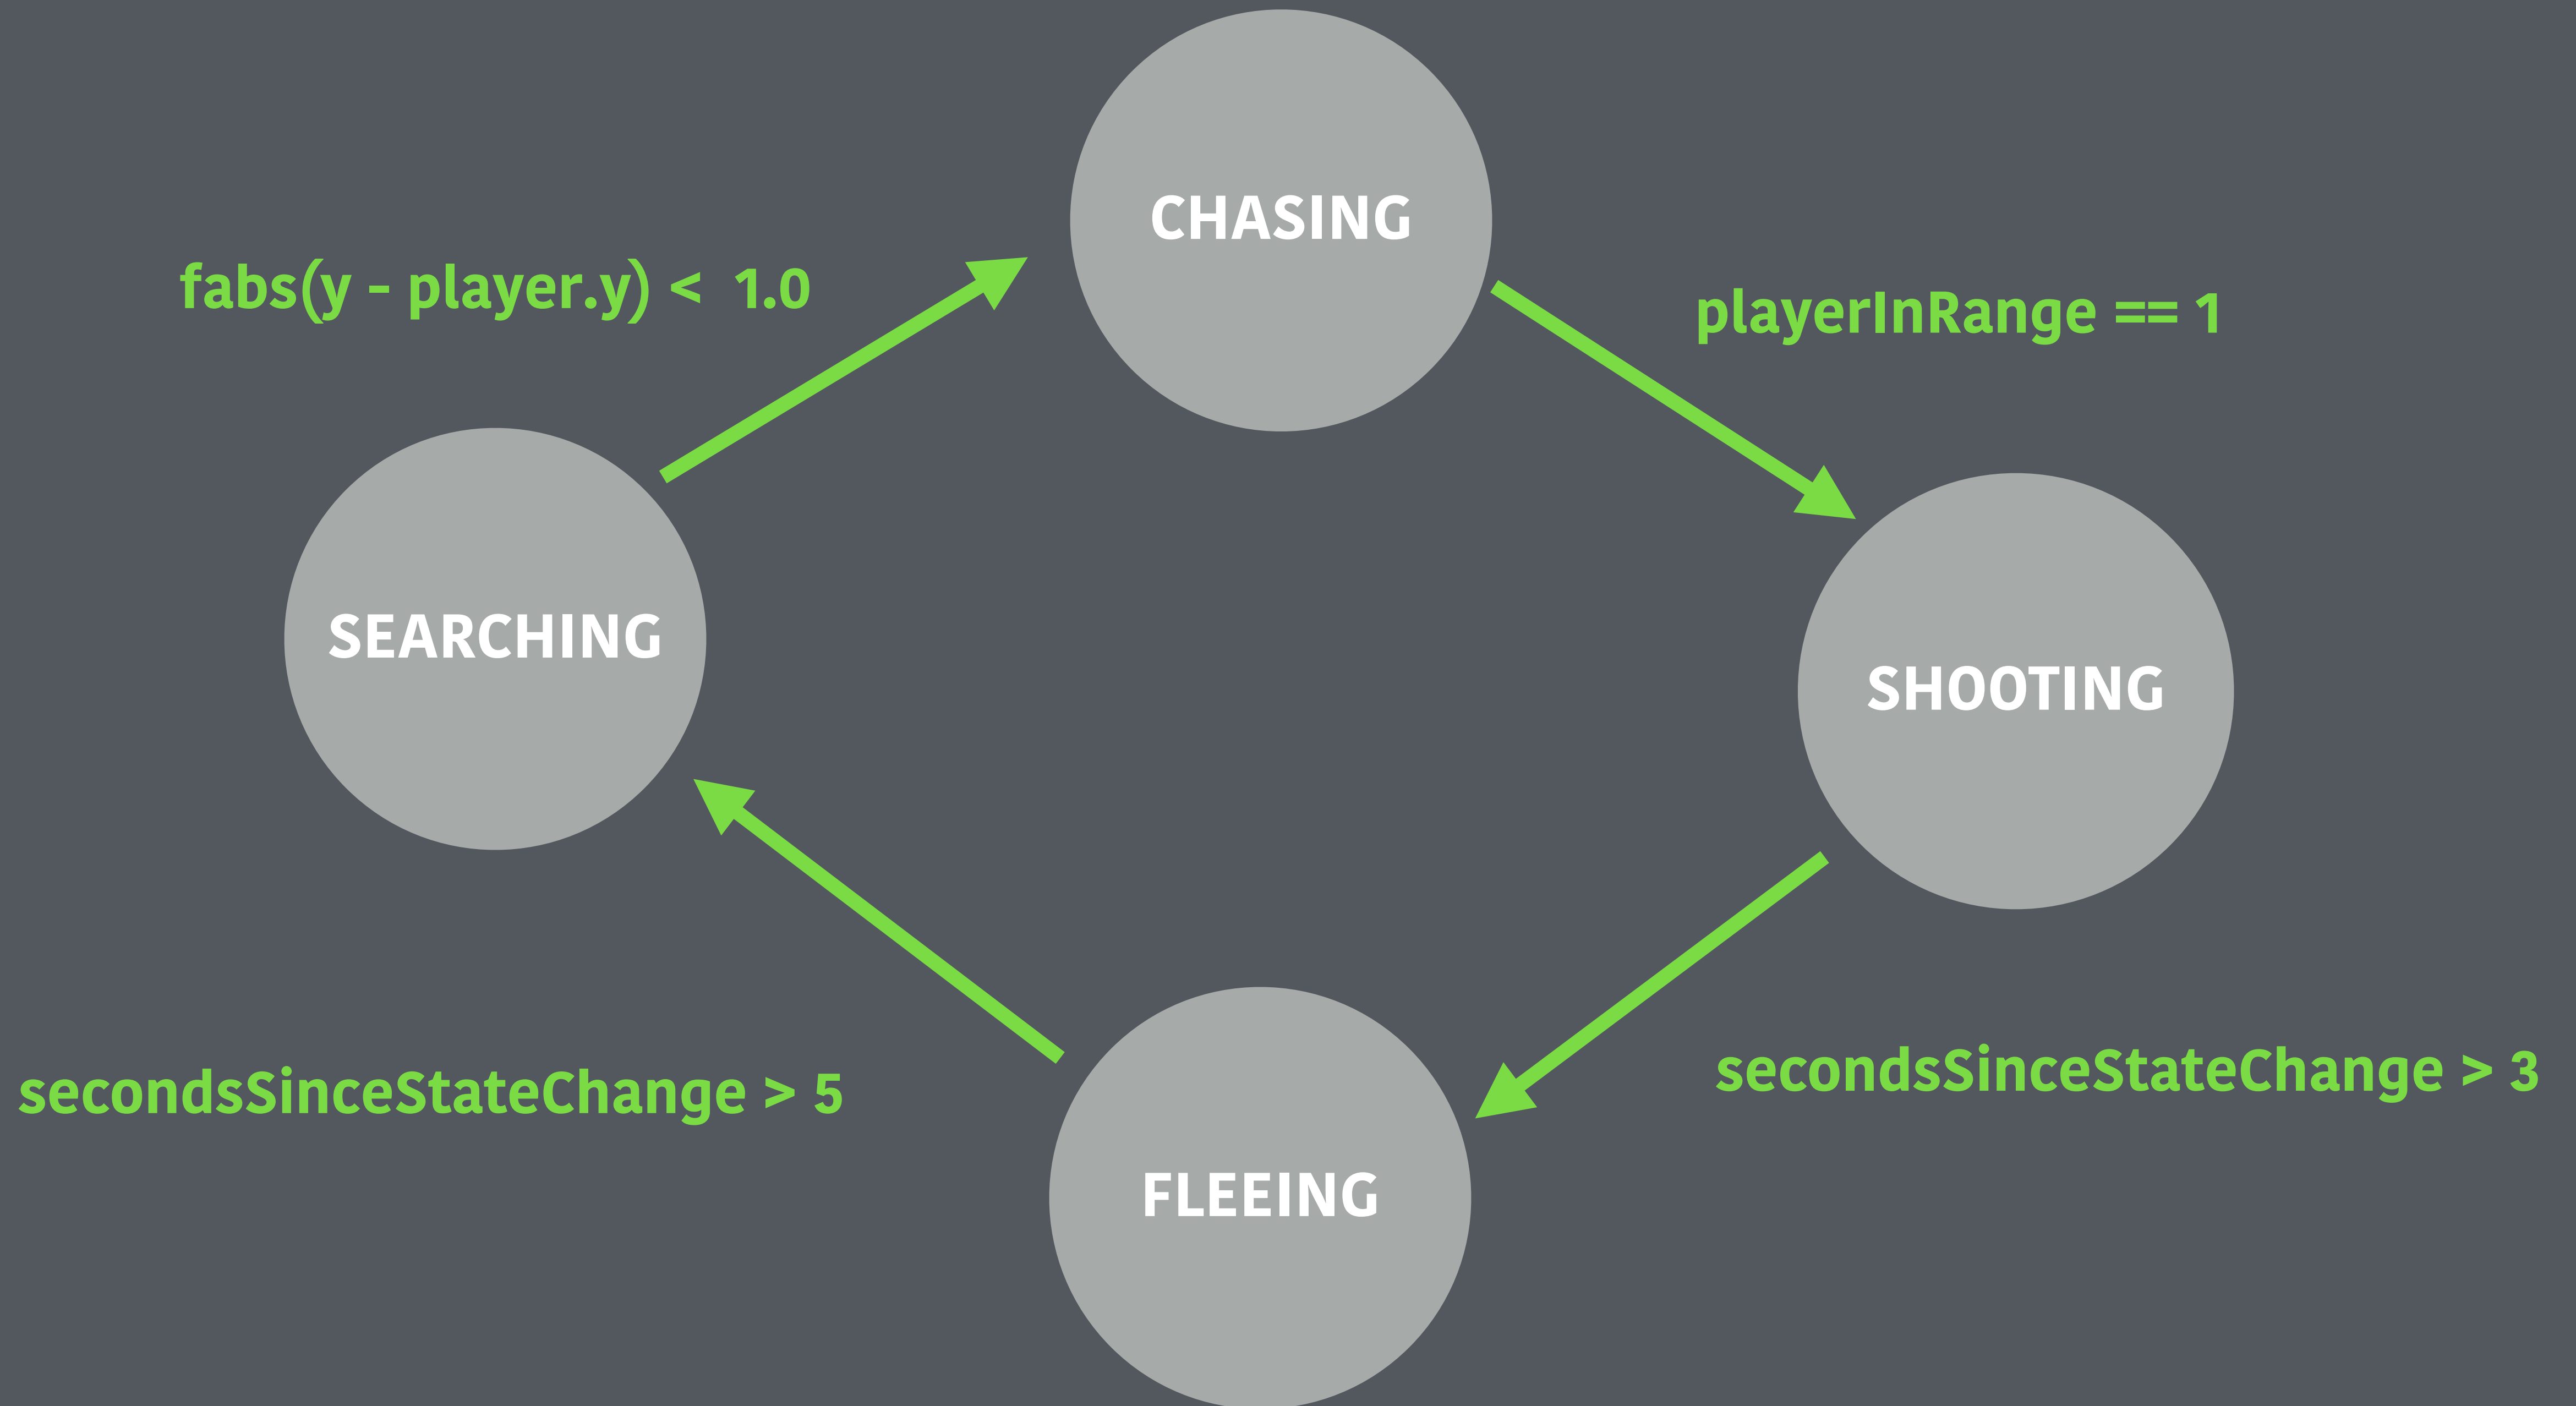 CHASING
fabs(y - player.y) <  1.0
playerInRange == 1
SEARCHING
SHOOTING
secondsSinceStateChange > 5
secondsSinceStateChange > 3
FLEEING